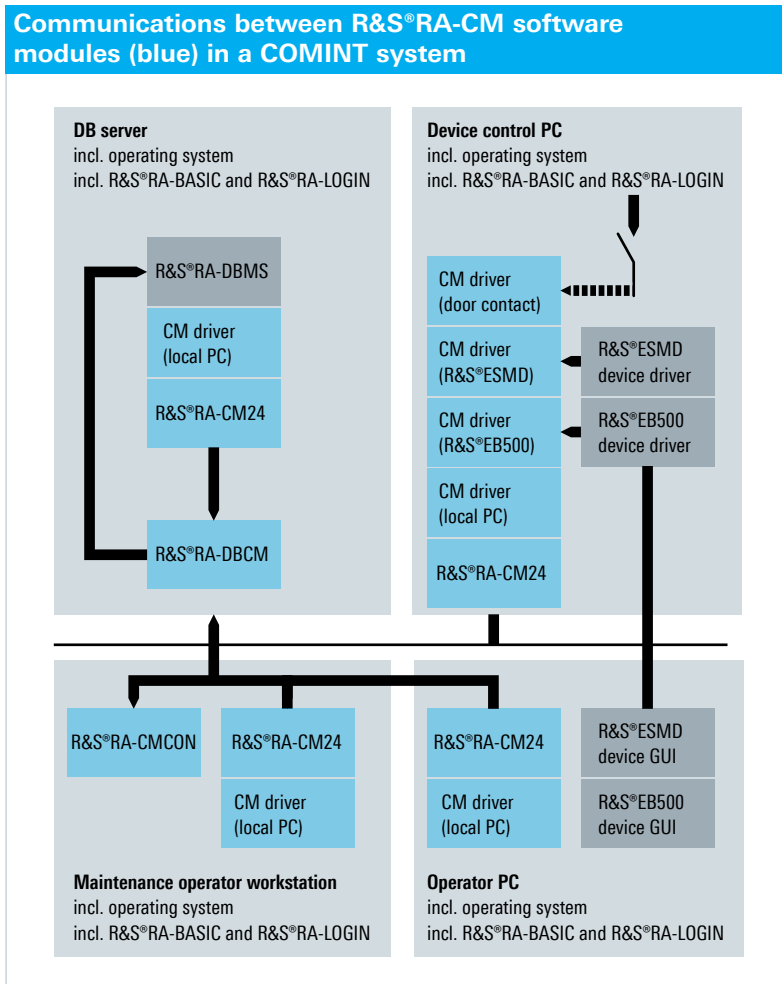 Communications between R&S®RA-CM software
modules (blue) in a COMINT system
DB server
incl. operating system
incl. R&S®RA-BASIC and R&S®RA-LOGIN
R&S®RA-DBMS
CM driver
(local PC)
R&S®RA-CM24
R&S®RA-DBCM
Device control PC
incl. operating system
incl. R&S®RA-BASIC and R&S®RA-LOGIN
CM driver
(door contact)
CM driver
(R&S®ESMD)
CM driver
(R&S®EB500)
CM driver
(local PC)
R&S®RA-CM24
R&S®ESMD
device driver
R&S®EB500
device driver
R&S®RA-CMCON
R&S®RA-CM24
CM driver
(local PC)
Maintenance operator workstation
incl. operating system
incl. R&S®RA-BASIC and R&S®RA-LOGIN
R&S®RA-CM24
CM driver
(local PC)
R&S®ESMD
device GUI
R&S®EB500
device GUI
Operator PC
incl. operating system
incl. R&S®RA-BASIC and R&S®RA-LOGIN